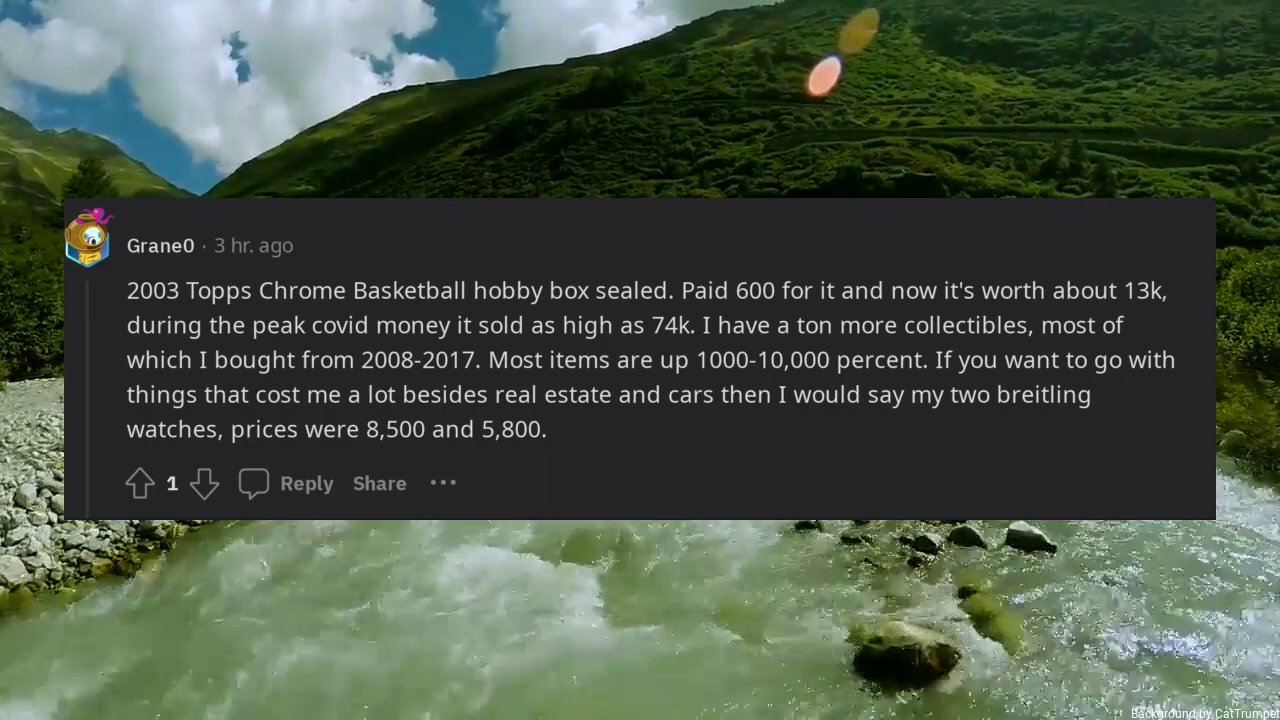 Grane0 · 3 hr. ago
2003 Topps Chrome Basketball hobby box sealed. Paid 600 for it and now it's worth about 13k,
during the peak covid money it sold as high as 74k. I have a ton more collectibles, most of
which I bought from 2008-2017. Most items are up 1000-10,000 percent. If you want to go with
things that cost me a lot besides real estate and cars then I would say my two breitling
watches, prices were 8,500 and 5,800.
1 Reply Share ···
Background by CatTrumpet